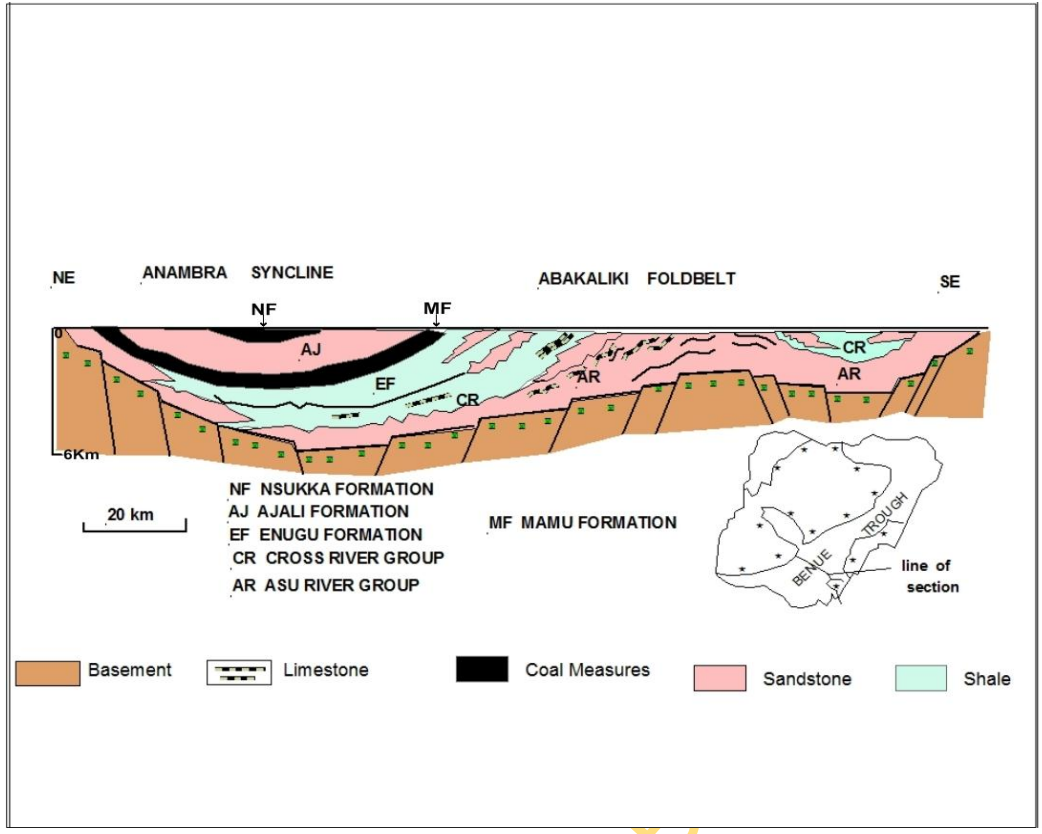 NE ANAMBRA SYNCLINE ABAKALIKI FOLDBELT SE
NF MF
0
AJ
CR
EF
AR
AR
CR
6Km
NF NSUKKA FORMATION
AJ AJALI FORMATION
EF ENUGU FORMATION
CR CROSS RIVER GROUP
AR ASU RIVER GROUP
20 km
MF MAMU FORMATION
BENUE TROUGH
line of
section
Basement
Limestone
Coal Measures
Sandstone
Shale